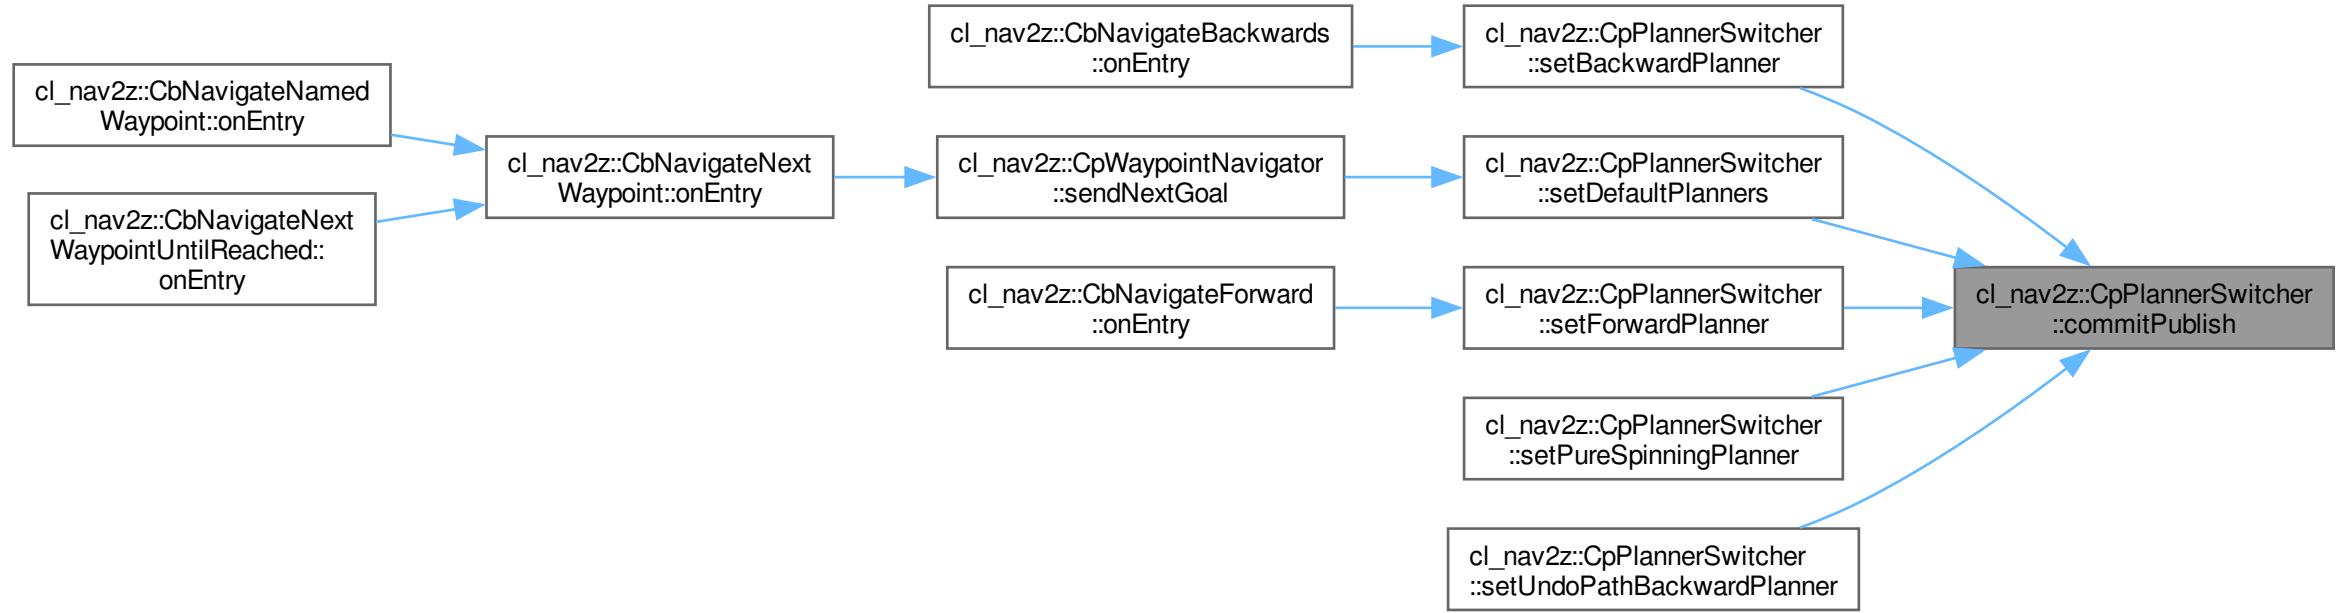 cl_nav2z::CbNavigateNamed
Waypoint::onEntry
cl_nav2z::CbNavigateNext
WaypointUntilReached::
onEntry
cl_nav2z::CbNavigateNext
Waypoint::onEntry
cl_nav2z::CbNavigateBackwards
::onEntry
cl_nav2z::CpWaypointNavigator
::sendNextGoal
cl_nav2z::CbNavigateForward
::onEntry
cl_nav2z::CpPlannerSwitcher
::setBackwardPlanner
cl_nav2z::CpPlannerSwitcher
::setDefaultPlanners
cl_nav2z::CpPlannerSwitcher
::setForwardPlanner
cl_nav2z::CpPlannerSwitcher
::setPureSpinningPlanner
cl_nav2z::CpPlannerSwitcher
::setUndoPathBackwardPlanner
cl_nav2z::CpPlannerSwitcher
::commitPublish